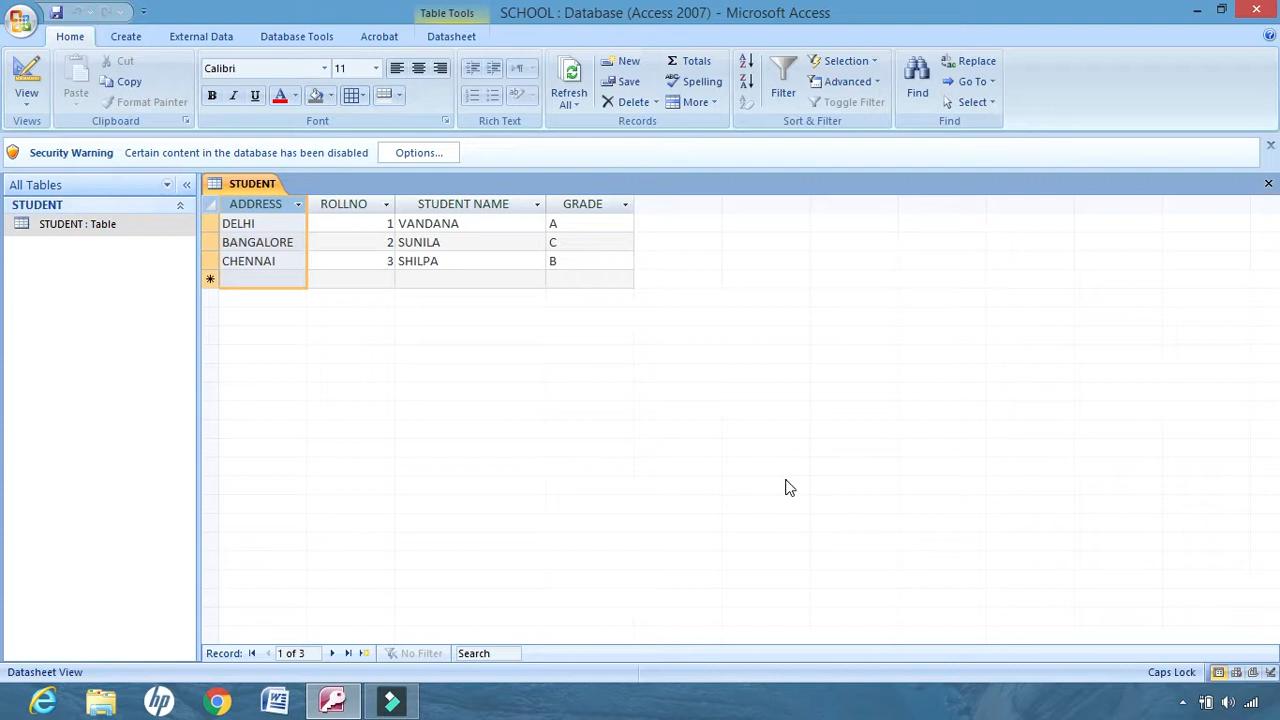 Table Tools
SCHOOL : Database (Access 2007) - Microsoft Access
Home Create External Data Database Tools Acrobat Datasheet
View
Views
Paste
Cut
Copy
Format Painter
Clipboard
Calibri 11
B I U A
Font
Rich Text
Refresh
All
New
Save
Delete
Totals
Spelling
More
Records
Filter
Selection
Advanced
Toggle Filter
Sort & Filter
Find
Replace
Go To
Select
Find
Security Warning Certain content in the database has been disabled Options...
All Tables
STUDENT
STUDENT : Table
STUDENT
ADDRESS ROLLNO STUDENT NAME GRADE
DELHI 1 VANDANA A
BANGALORE 2 SUNILA C
CHENNAI 3 SHILPA B
Record: 1 of 3 No Filter Search
Datasheet View Caps Lock